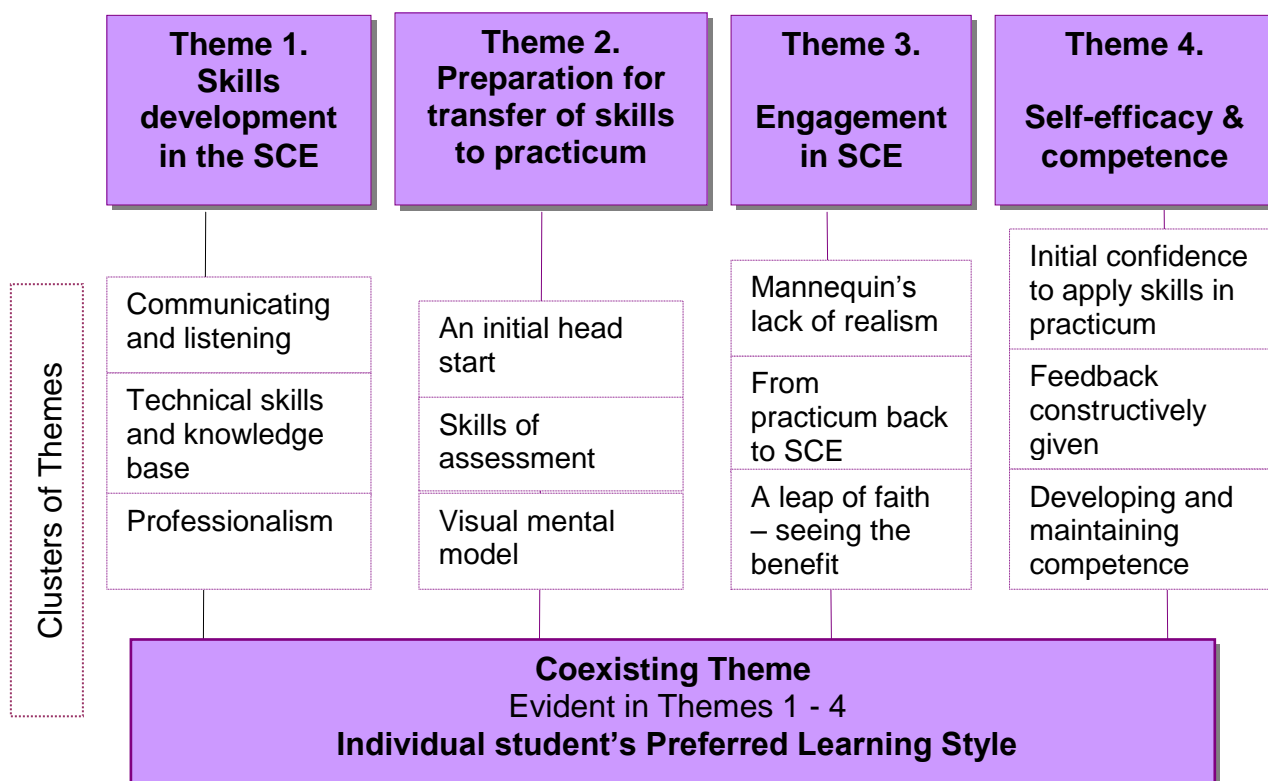 Theme 1.
Skills
development
in the SCE
Theme 2.
Preparation for
transfer of skills
to practicum
Theme 3.
Engagement
in SCE
Theme 4.
Self-efficacy &
competence
Clusters of Themes
Communicating
and listening
Technical skills
and knowledge
base
Professionalism
An initial head
start
Skills of
assessment
Visual mental
model
Mannequin’s
lack of realism
From
practicum back
to SCE
A leap of faith
– seeing the
benefit
Initial confidence
to apply skills in
practicum
Feedback
constructively
given
Developing and
maintaining
competence
Coexisting Theme
Evident in Themes 1 - 4
Individual student’s Preferred Learning Style